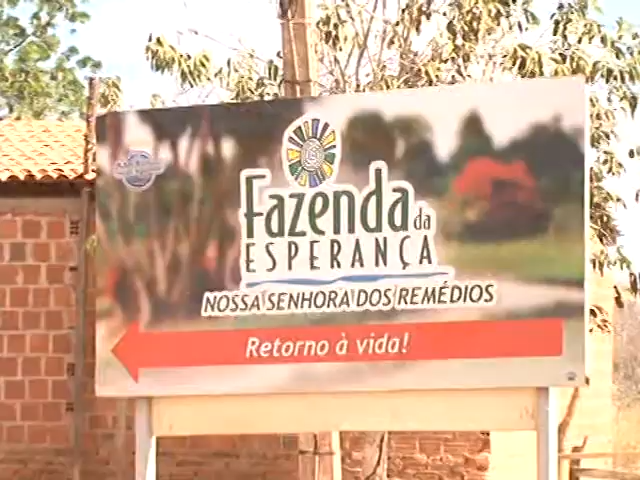 Fazenda da
ESPERANÇA
NOSSA SENHORA DOS REMÉDIOS
Retorno à vida!